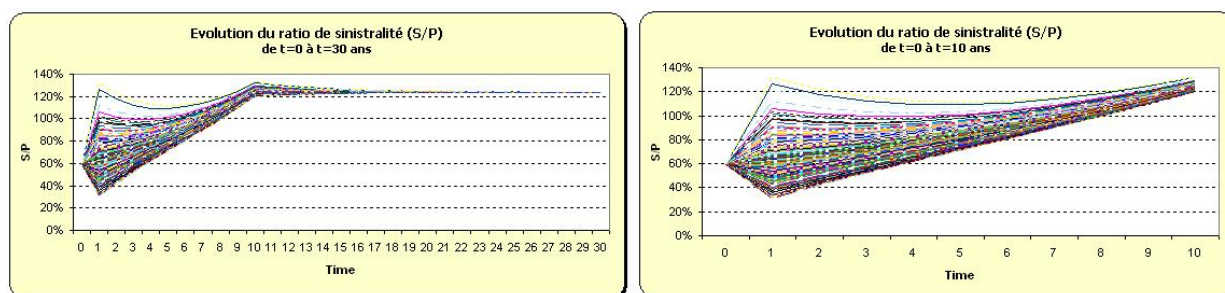 Evolution du ratio de sinistralité (S/P)
de t=0 à t=30 ans
140%
120%
100%
80%
60%
40%
20%
0%
S/P
0 1 2 3 4 5 6 7 8 9 10 11 12 13 14 15 16 17 18 19 20 21 22 23 24 25 26 27 28 29 30
Time
Evolution du ratio de sinistralité (S/P)
de t=0 à t=10 ans
140%
120%
100%
80%
60%
40%
20%
0%
S/P
0 1 2 3 4 5 6 7 8 9 10
Time